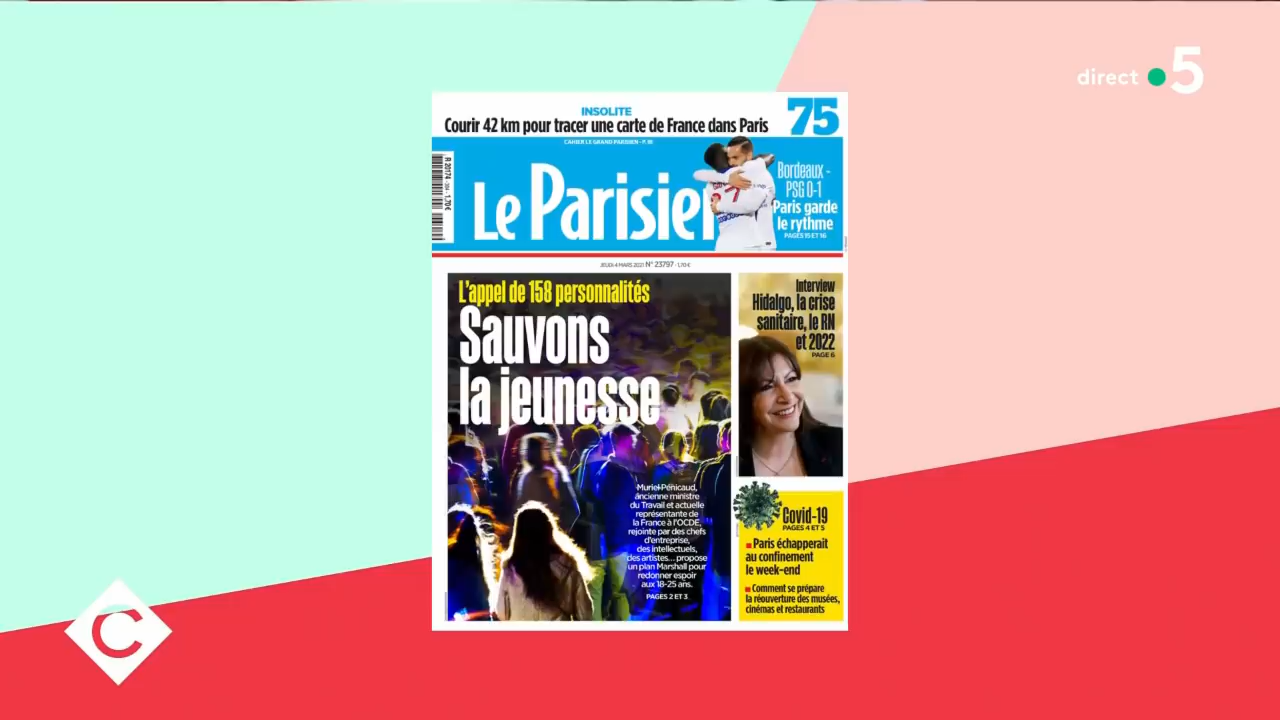 direct 5
INSOLITE
Courir 42 km pour tracer une carte de France dans Paris
75
CAHIER LE GRAND PARISIEN - P.
Le Parisien
Bordeaux -
PSG 0-1
Paris garde
le rythme
PAGES 15 ET 16
JEUDI 4 MARS 2021 N° 23797 - 1,70 €
L'appel de 158 personnalités
Sauvons
la jeunesse
Muriel Pénicaud,
ancienne ministre
du Travail et actuelle
représentante de
la France à l'OCDE,
rejointe par des chefs
d'entreprise,
des intellectuels,
des artistes... propose
un plan Marshall pour
redonner espoir
aux 18-25 ans.
PAGES 2 ET 3
Interview
Hidalgo, la crise
sanitaire, le RN
et 2022
PAGE 6
Covid-19
PAGES 4 ET 5
Paris échapperait
au confinement
le week-end
Comment se prépare
la réouverture des musées,
cinémas et restaurants
C